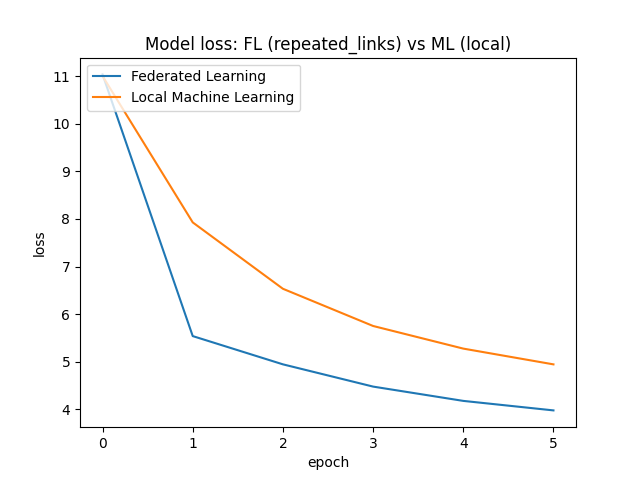 Model loss: FL (repeated_links) vs ML (local)
Federated Learning
Local Machine Learning
11
10
9
8
7
6
5
4
loss
0 1 2 3 4 5
epoch